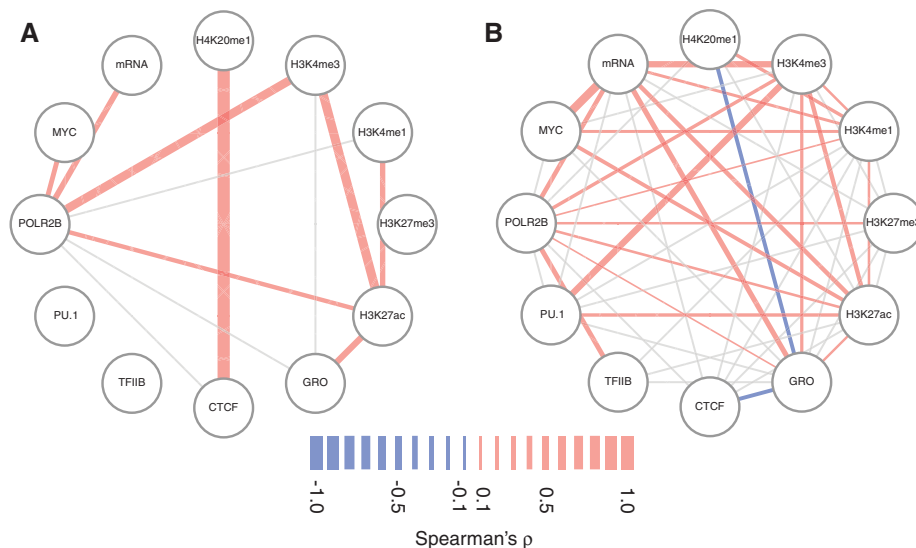 A
H4K20me1
mRNA
H3K4me3
MYC
H3K4me1
POLR2B
H3K27me3
PU.1
H3K27ac
TFIIB
GRO
CTCF
B
H4K20me1
mRNA
H3K4me3
MYC
H3K4me1
POLR2B
H3K27me3
PU.1
H3K27ac
TFIIB
GRO
CTCF
-1.0 -0.5 -0.1 0.1 0.5 1.0
Spearman's ρ